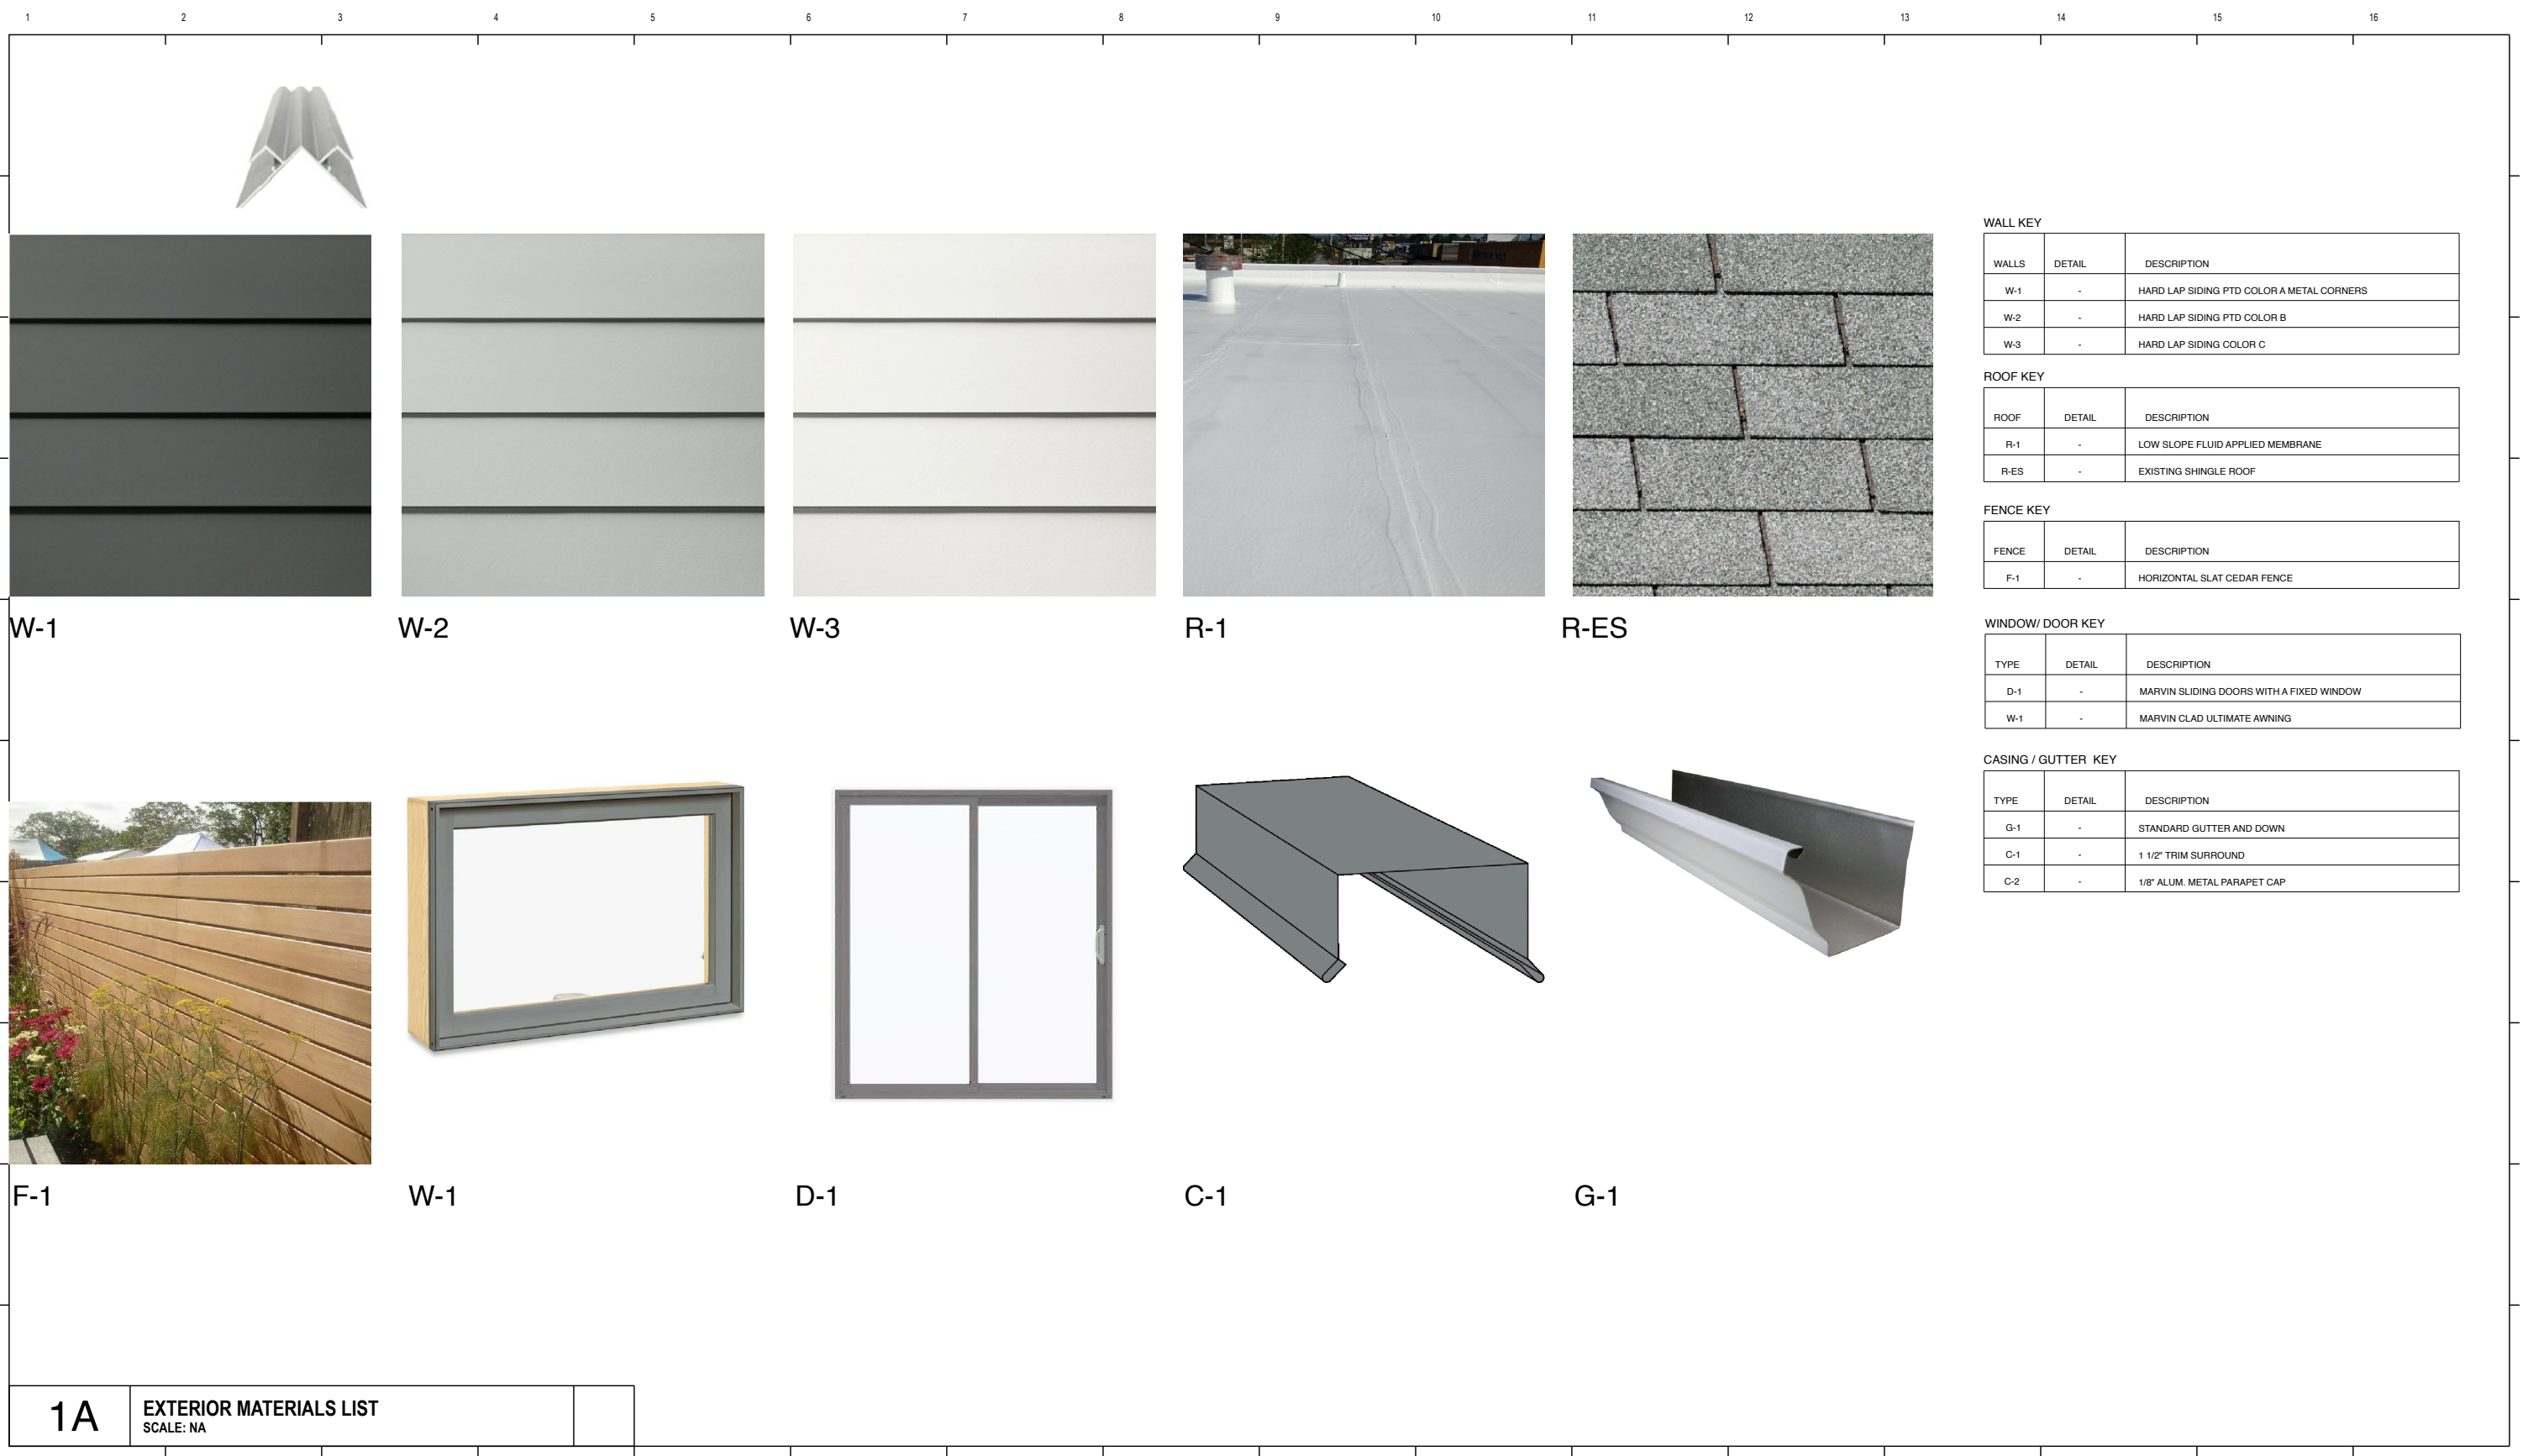 1 2 3 4 5 6 7 8 9 10 11 12 13 14 15 16
W-1 W-2 W-3 R-1 R-ES
F-1 W-1 D-1 C-1 G-1
WALL KEY
WALLS DETAIL DESCRIPTION
W-1 - HARD LAP SIDING PTD COLOR A METAL CORNERS
W-2 - HARD LAP SIDING PTD COLOR B
W-3 - HARD LAP SIDING COLOR C
ROOF KEY
ROOF DETAIL DESCRIPTION
R-1 - LOW SLOPE FLUID APPLIED MEMBRANE
R-ES - EXISTING SHINGLE ROOF
FENCE KEY
FENCE DETAIL DESCRIPTION
F-1 - HORIZONTAL SLAT CEDAR FENCE
WINDOW/ DOOR KEY
TYPE DETAIL DESCRIPTION
D-1 - MARVIN SLIDING DOORS WITH A FIXED WINDOW
W-1 - MARVIN CLAD ULTIMATE AWNING
CASING / GUTTER KEY
TYPE DETAIL DESCRIPTION
G-1 - STANDARD GUTTER AND DOWN
C-1 - 1 1/2" TRIM SURROUND
C-2 - 1/8" ALUM. METAL PARAPET CAP
1A EXTERIOR MATERIALS LIST
SCALE: NA